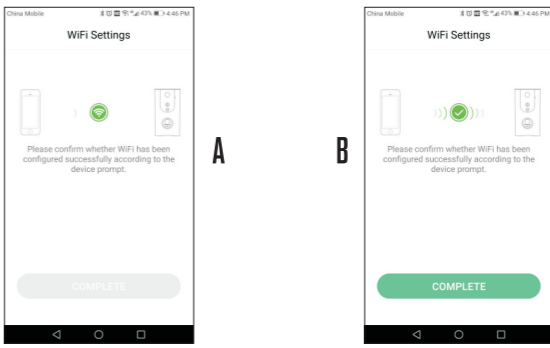 China Mobile 43% 4:46 PM
WiFi Settings
Please confirm whether WiFi has been
configured successfully according to the
device prompt.
COMPLETE
A
B
China Mobile 43% 4:46 PM
WiFi Settings
Please confirm whether WiFi has been
configured successfully according to the
device prompt.
COMPLETE